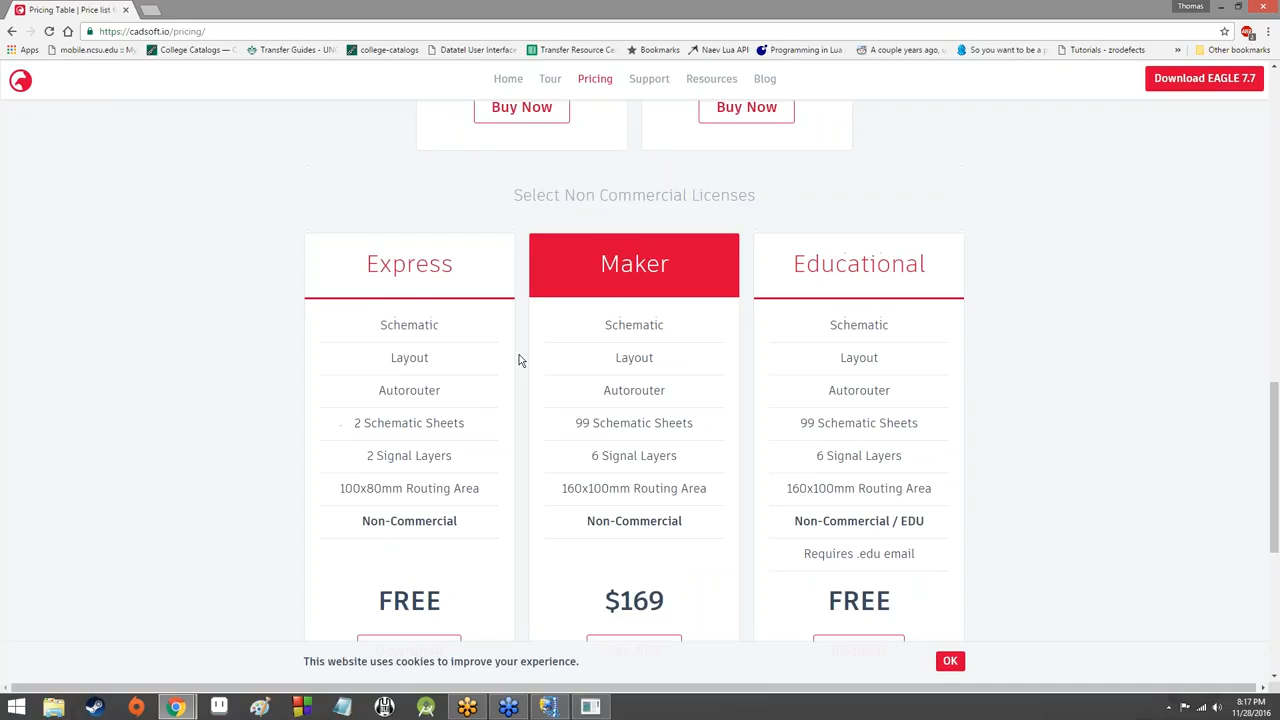 Pricing Table | Price list f
Thomas
https://cadsoft.io/pricing/
Apps
mobile.ncsu.edu :: M
College Catalogs — Br
Transfer Guides - UNC
college-catalogs
Datatel User Interface
Transfer Resource Ce
Bookmarks
Naev Lua API
Programming in Lua
A couple years ago, s
So you want to be a p
Tutorials - zrodefects
»
Other bookmarks
Home
Tour
Pricing
Support
Resources
Blog
Download EAGLE 7.7
Buy Now
Buy Now
Select Non Commercial Licenses
Express
Schematic
Layout
Autorouter
2 Schematic Sheets
2 Signal Layers
100x80mm Routing Area
Non-Commercial
FREE
Maker
Schematic
Layout
Autorouter
99 Schematic Sheets
6 Signal Layers
160x100mm Routing Area
Non-Commercial
$169
Educational
Schematic
Layout
Autorouter
99 Schematic Sheets
6 Signal Layers
160x100mm Routing Area
Non-Commercial / EDU
Requires .edu email
FREE
This website uses cookies to improve your experience.
OK
8:17 PM
11/28/2016